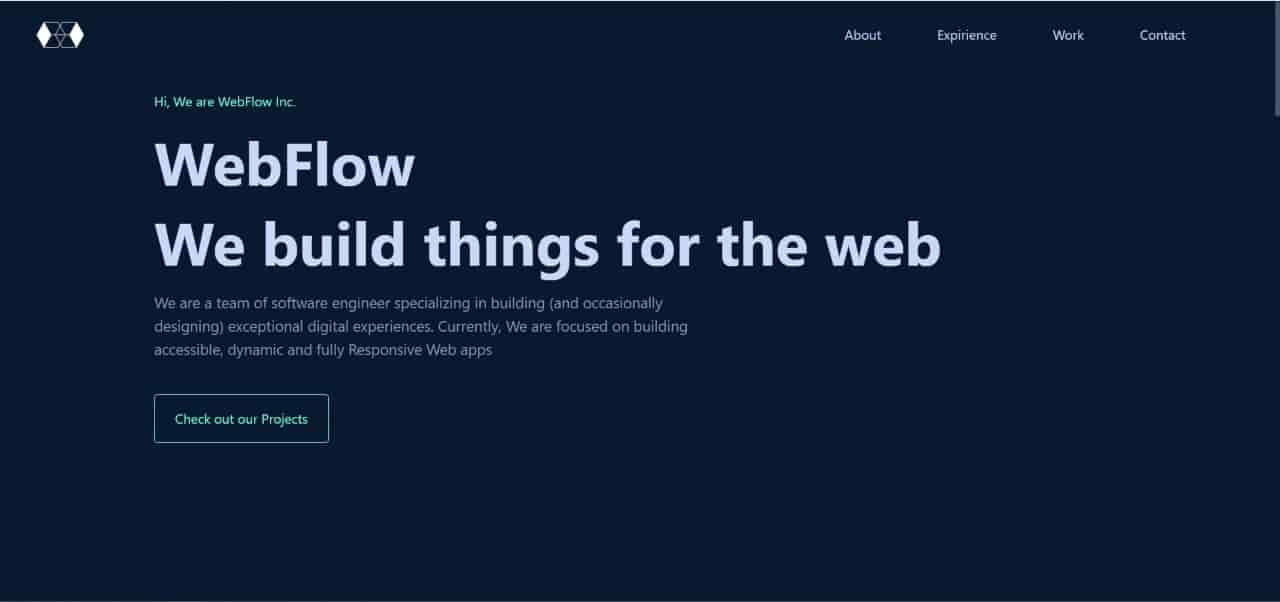 About Expirience Work Contact
Hi, We are WebFlow Inc.
WebFlow
We build things for the web
We are a team of software engineer specializing in building (and occasionally
designing) exceptional digital experiences. Currently, We are focused on building
accessible, dynamic and fully Responsive Web apps
Check out our Projects